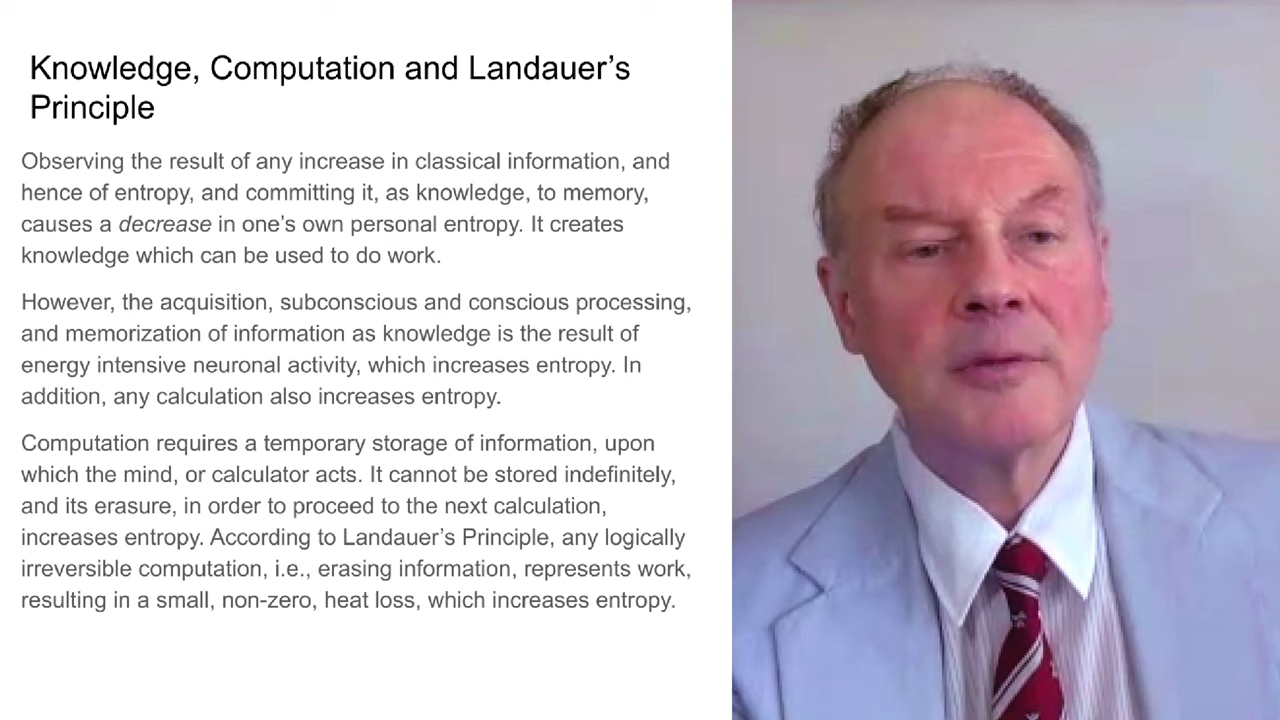 Knowledge, Computation and Landauer’s
Principle
Observing the result of any increase in classical information, and
hence of entropy, and committing it, as knowledge, to memory,
causes a decrease in one’s own personal entropy. It creates
knowledge which can be used to do work.
However, the acquisition, subconscious and conscious processing,
and memorization of information as knowledge is the result of
energy intensive neuronal activity, which increases entropy. In
addition, any calculation also increases entropy.
Computation requires a temporary storage of information, upon
which the mind, or calculator acts. It cannot be stored indefinitely,
and its erasure, in order to proceed to the next calculation,
increases entropy. According to Landauer’s Principle, any logically
irreversible computation, i.e., erasing information, represents work,
resulting in a small, non-zero, heat loss, which increases entropy.